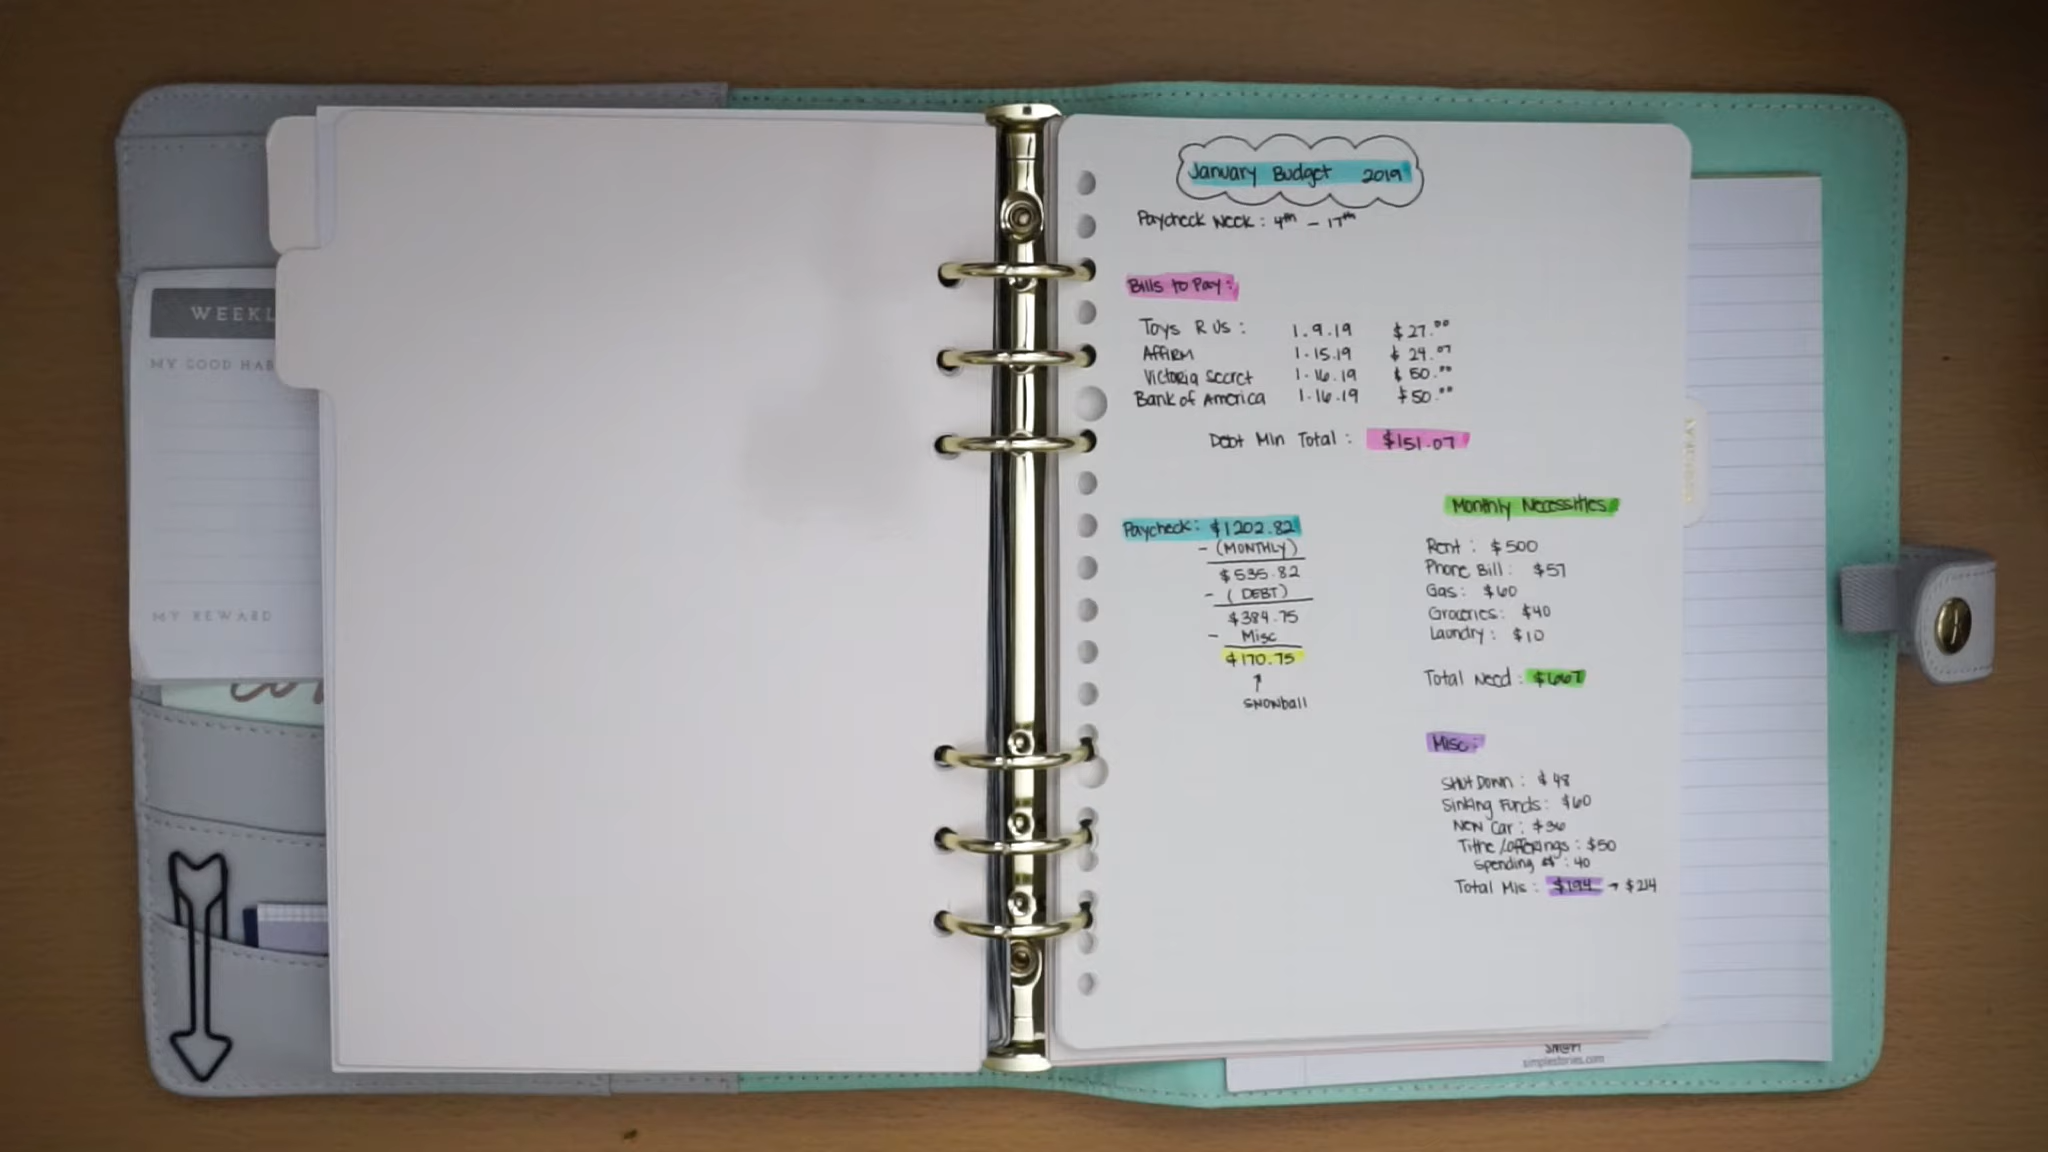 WEEKL
MY GOOD HAB
MY REWARD
January Budget 2019
Paycheck Week : 4th - 17th
Bills to Pay :
Toys R Us : 1.9.19 $27.00
AFFIRM 1.15.19 $ 24.07
Victoria Secret 1.16.19 $ 50.00
Bank of America 1.16.19 $50.00
Debt Min Total : $151.07
Paycheck: $1202.82
- (MONTHLY)
$535.82
- ( DEBT)
$384.75
- Misc
$170.75
↑
SNOWball
Monthly Necessities
Rent : $500
Phone Bill : $57
Gas : $60
Groceries : $40
Laundry : $10
Total Need : $667
Misc :
SHUT DOWN : $ 48
Sinking Funds : $60
New Car : $36
Tithe /offerings : $50
Spending $ : 40
Total Mis : $194 → $214
simplestories.com